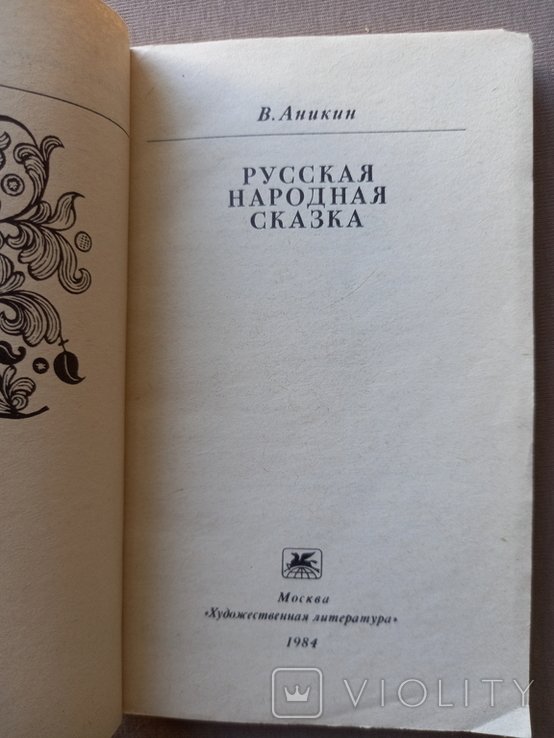 В. Аникин
РУССКАЯ
НАРОДНАЯ
СКАЗКА
Москва
«Художественная литература»
1984
VIOLITY